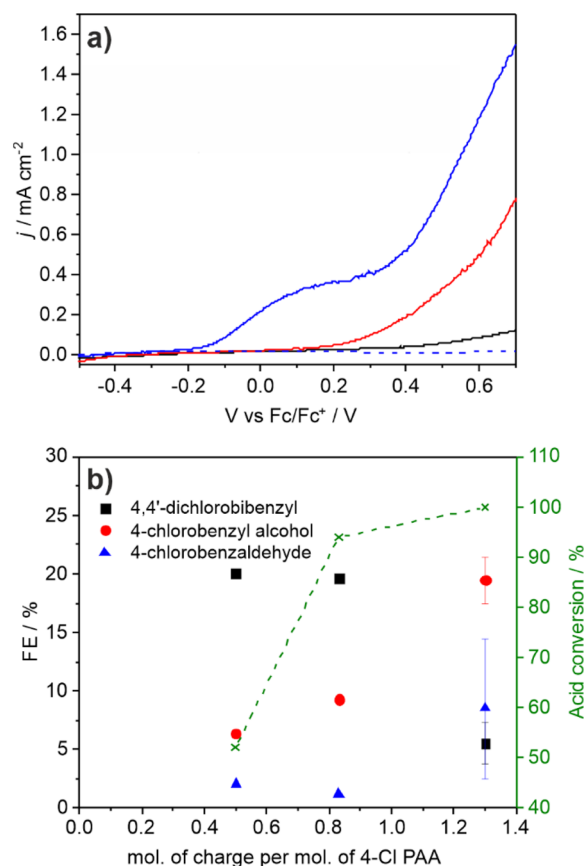 a)
1.6
1.4
1.2
1.0
0.8
0.6
0.4
0.2
0.0
j / mA cm⁻²
-0.4 -0.2 0.0 0.2 0.4 0.6
V vs Fc/Fc⁺ / V
b)
4,4'-dichlorobibenzyl
4-chlorobenzyl alcohol
4-chlorobenzaldehyde
30
25
20
15
10
5
0
FE / %
110
100
90
80
70
60
50
40
Acid conversion / %
0.0 0.2 0.4 0.6 0.8 1.0 1.2 1.4
mol. of charge per mol. of 4-Cl PAA